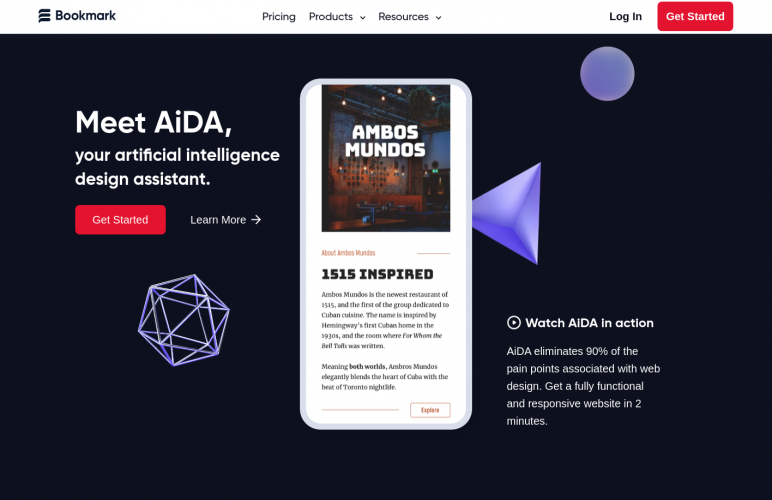 Bookmark
Pricing
Products
Resources
Log In
Get Started
Meet AiDA,
your artificial intelligence
design assistant.
Get Started
Learn More
AMBOS
MUNDOS
About Ambos Mundos
1515 INSPIRED
Ambos Mundos is the newest restaurant of
1515, and the first of the group dedicated to
Cuban cuisine. The name is inspired by
Hemingway's first Cuban home in the
1930s, and the room where For Whom the
Bell Tolls was written.
Meaning both worlds, Ambros Mundos
elegantly blends the heart of Cuba with the
beat of Toronto nightlife.
Explore
Watch AiDA in action
AiDA eliminates 90% of the
pain points associated with web
design. Get a fully functional
and responsive website in 2
minutes.